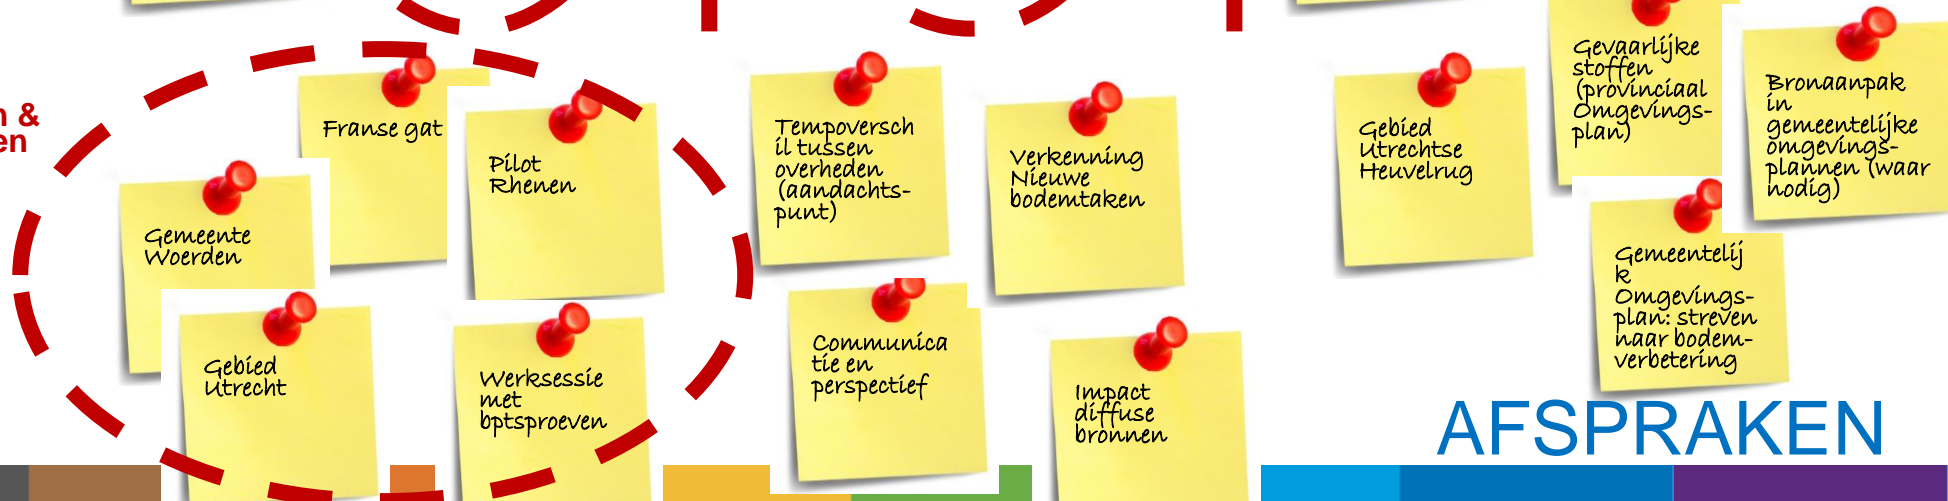 n &
en
Franse gat
Pilot
Rhenen
Gemeente
Woerden
Gebied
Utrecht
Werksessie
met
bptsproeven
Tempoversch
il tussen
overheden
(aandachts-
punt)
Verkenning
Nieuwe
bodemtaken
Communica
tie en
perspectief
Impact
diffuse
bronnen
Gebied
Utrechtse
Heuvelrug
Gevaarlijke
stoffen
(provinciaal
Omgevings-
plan)
Bronaanpak
in
gemeentelijke
omgevings-
plannen (waar
nodig)
Gemeentelij
k
Omgevings-
plan: streven
naar bodem-
verbetering
AFSPRAKEN